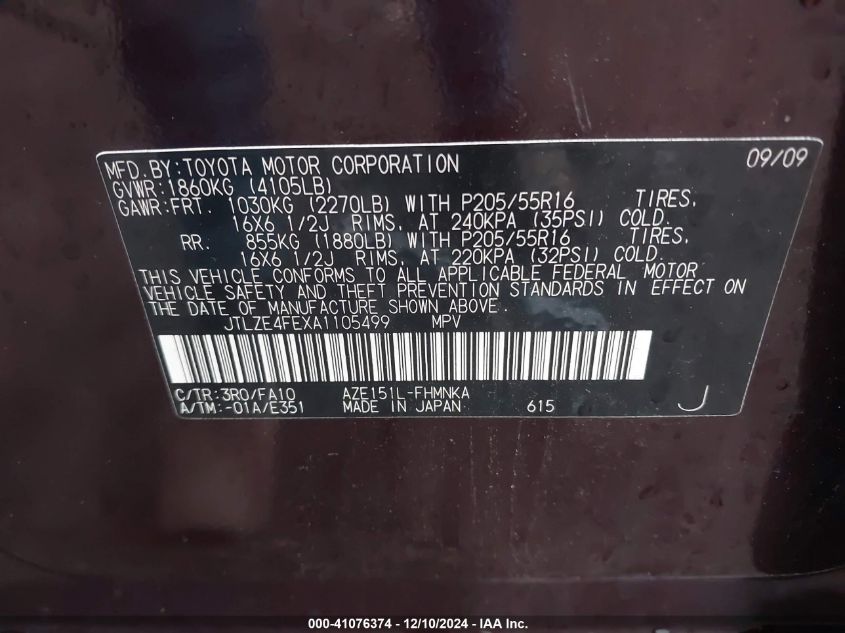 MFD.BY:TOYOTA MOTOR CORPORATION 09/09
GVWR:1860KG (4105LB)
GAWR:FRT. 1030KG (2270LB) WITH P205/55R16 TIRES,
16X6 1/2J RIMS, AT 240KPA (35PSI) COLD.
RR. 855KG (1880LB) WITH P205/55R16 TIRES,
16X6 1/2J RIMS, AT 220KPA (32PSI) COLD.
THIS VEHICLE CONFORMS TO ALL APPLICABLE FEDERAL MOTOR
VEHICLE SAFETY AND THEFT PREVENTION STANDARDS IN EFFECT ON
THE DATE OF MANUFACTURE SHOWN ABOVE.
JTLZE4FEXA1105499 MPV
C/TR:3R0/FA10 AZE151L-FHMNKA
A/TM:-01A/E351 MADE IN JAPAN 615 J
000-41076374 - 12/10/2024 - IAA Inc.